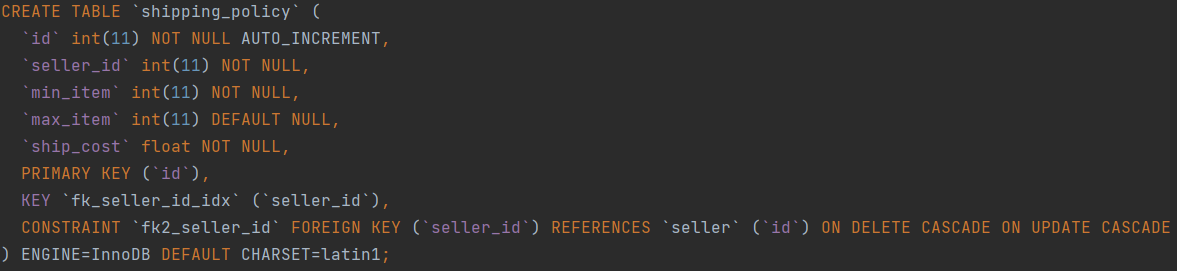 CREATE TABLE `shipping_policy` (
  `id` int(11) NOT NULL AUTO_INCREMENT,
  `seller_id` int(11) NOT NULL,
  `min_item` int(11) NOT NULL,
  `max_item` int(11) DEFAULT NULL,
  `ship_cost` float NOT NULL,
  PRIMARY KEY (`id`),
  KEY `fk_seller_id_idx` (`seller_id`),
  CONSTRAINT `fk2_seller_id` FOREIGN KEY (`seller_id`) REFERENCES `seller` (`id`) ON DELETE CASCADE ON UPDATE CASCADE
) ENGINE=InnoDB DEFAULT CHARSET=latin1;